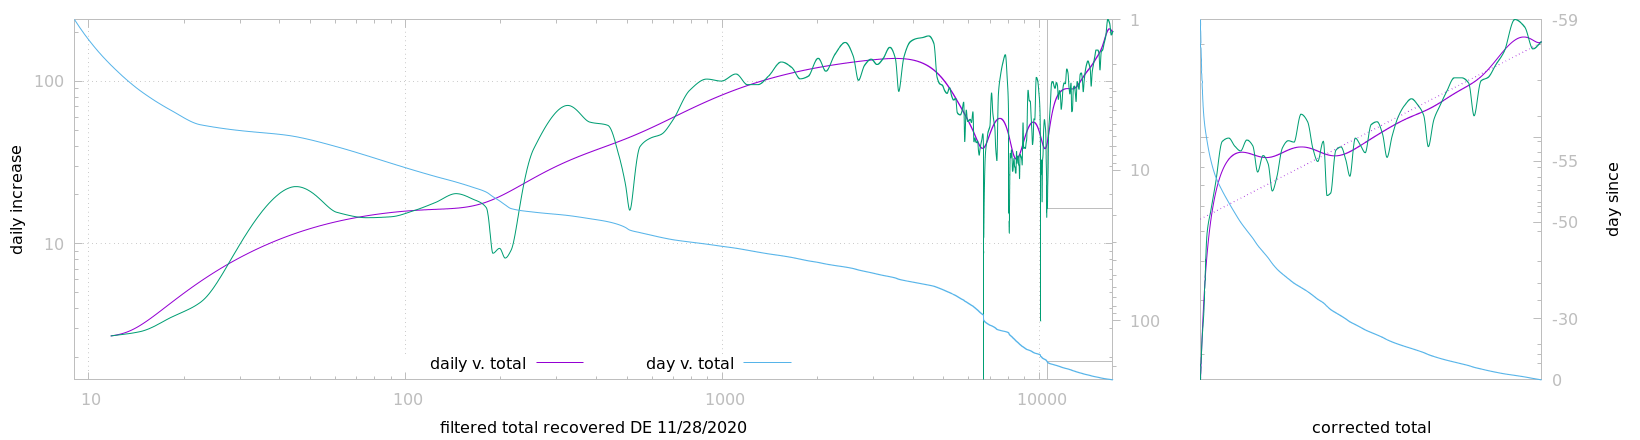 daily increase
100
10
1
10
100
daily v. total
day v. total
10
100
1000
10000
filtered total recovered DE 11/28/2020
-59
-55
-50
-30
0
day since
corrected total